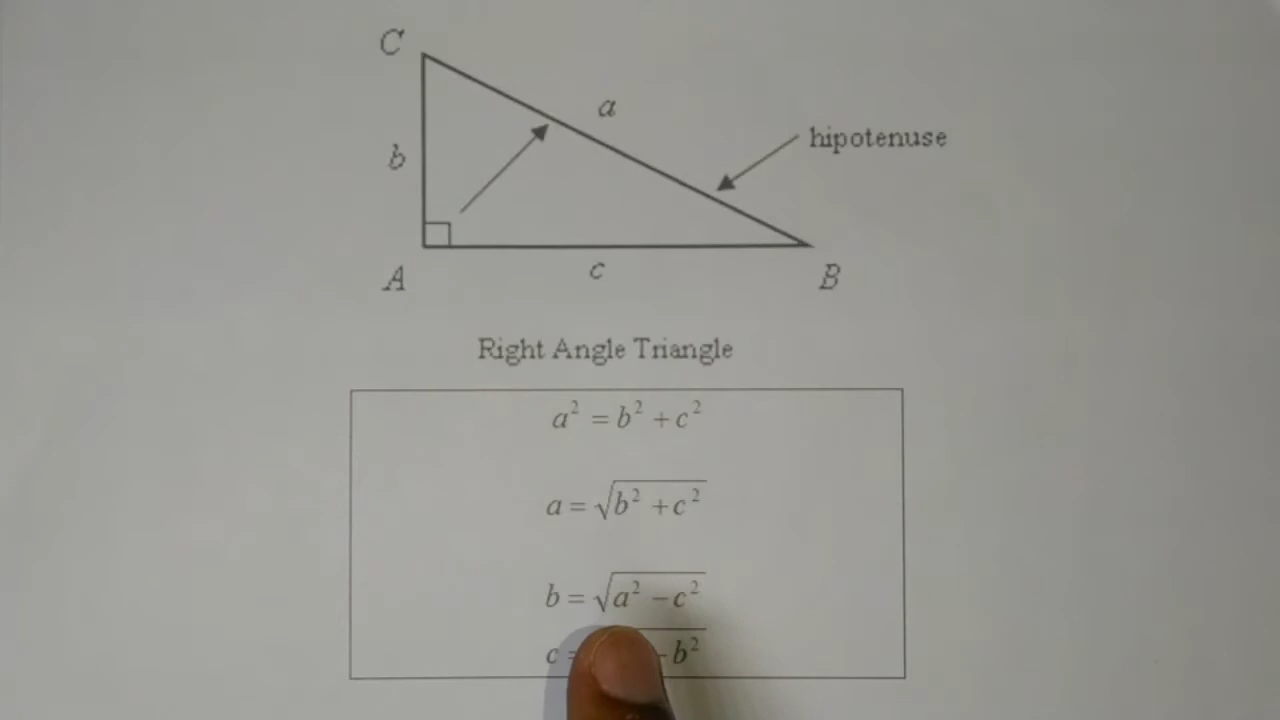 C
a
hipotenuse
b
A
c
B
Right Angle Triangle
a² = b² + c²
a = √(b² + c²)
b = √(a² − c²)
c = − b²